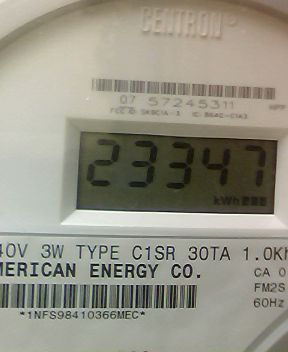 CENTRON®
07 57245311
23347
kWh
40V 3W TYPE C1SR 30TA 1.0Kh
MERICAN ENERGY CO.
CA 0
FM2S
60Hz
*1NFS98410366MEC*